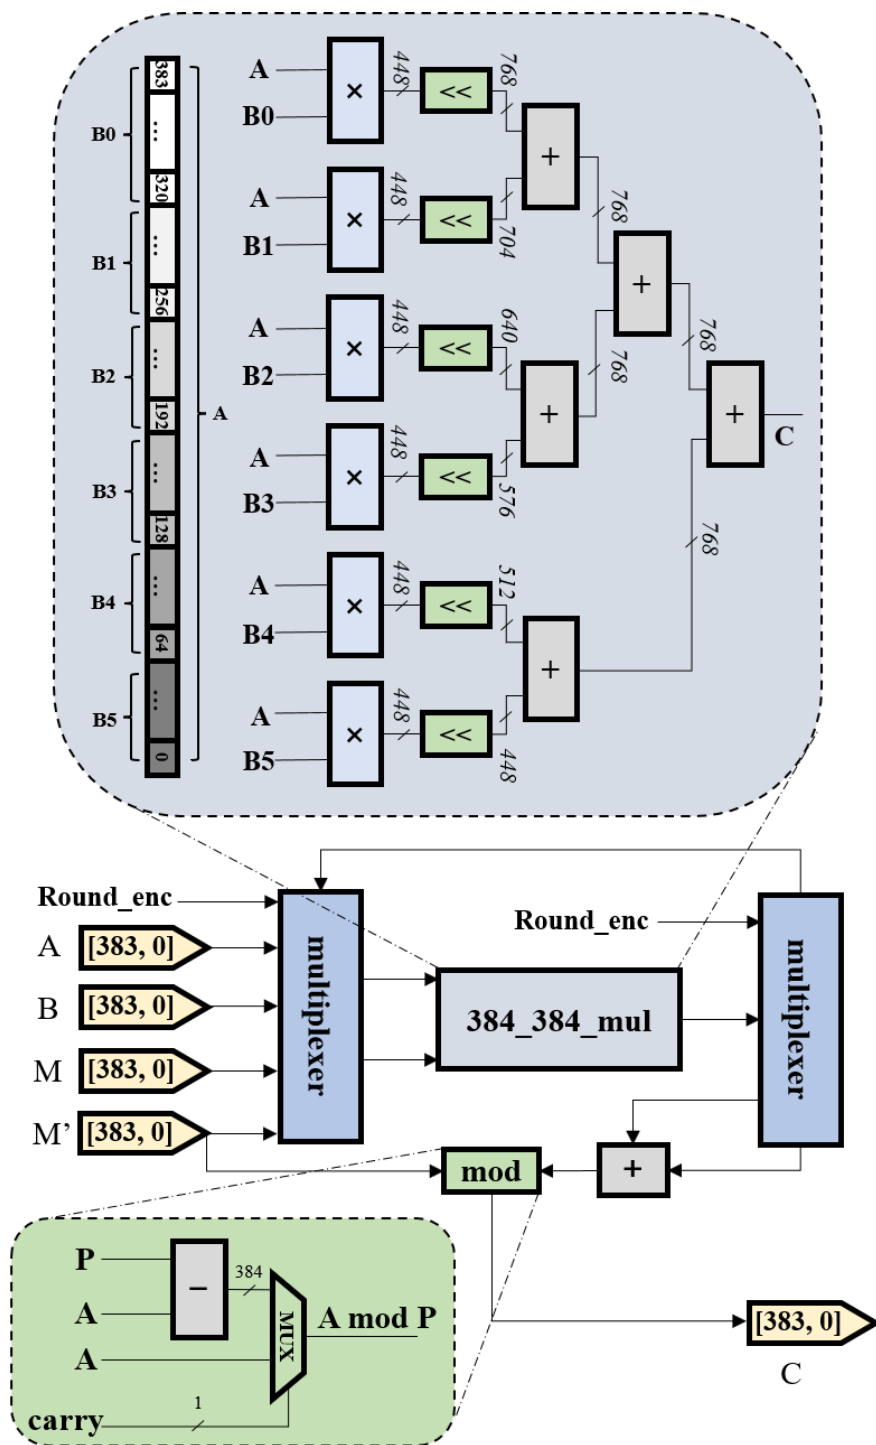 383
...
320
...
256
...
192
...
128
...
64
...
0
B0
B1
B2
B3
B4
B5
A
A
B0
×
448
<<
768
A
B1
×
448
<<
704
+
768
A
B2
×
448
<<
640
A
B3
×
448
<<
576
+
768
+
768
A
B4
×
448
<<
512
A
B5
×
448
<<
448
+
768
+
C
Round_enc
A
[383, 0]
B
[383, 0]
M
[383, 0]
M'
[383, 0]
multiplexer
384_384_mul
Round_enc
multiplexer
mod
+
P
A
−
384
A
MUX
A mod P
carry
1
[383, 0]
C